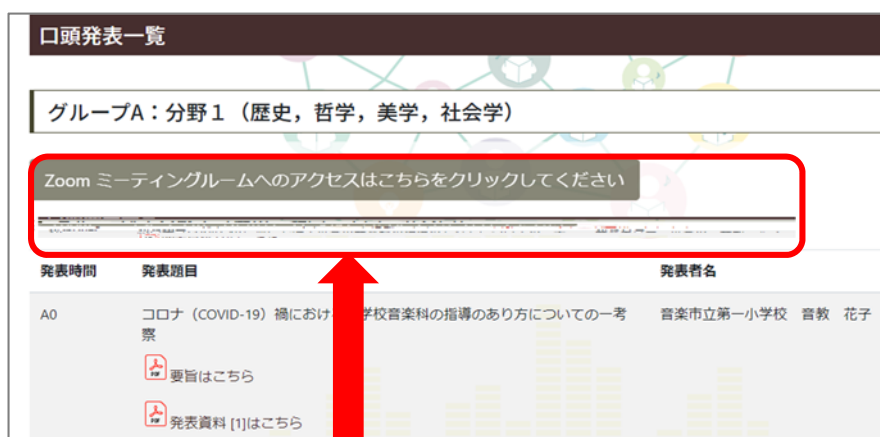 口頭発表一覧
グループA：分野１（歴史，哲学，美学，社会学）
Zoom ミーティングルームへのアクセスはこちらをクリックしてください
発表時間 発表題目 発表者名
A0 コロナ（COVID-19）禍におけ 学校音楽科の指導のあり方についての一考 音楽市立第一小学校 音教 花子
察
要旨はこちら
発表資料 [1]はこちら